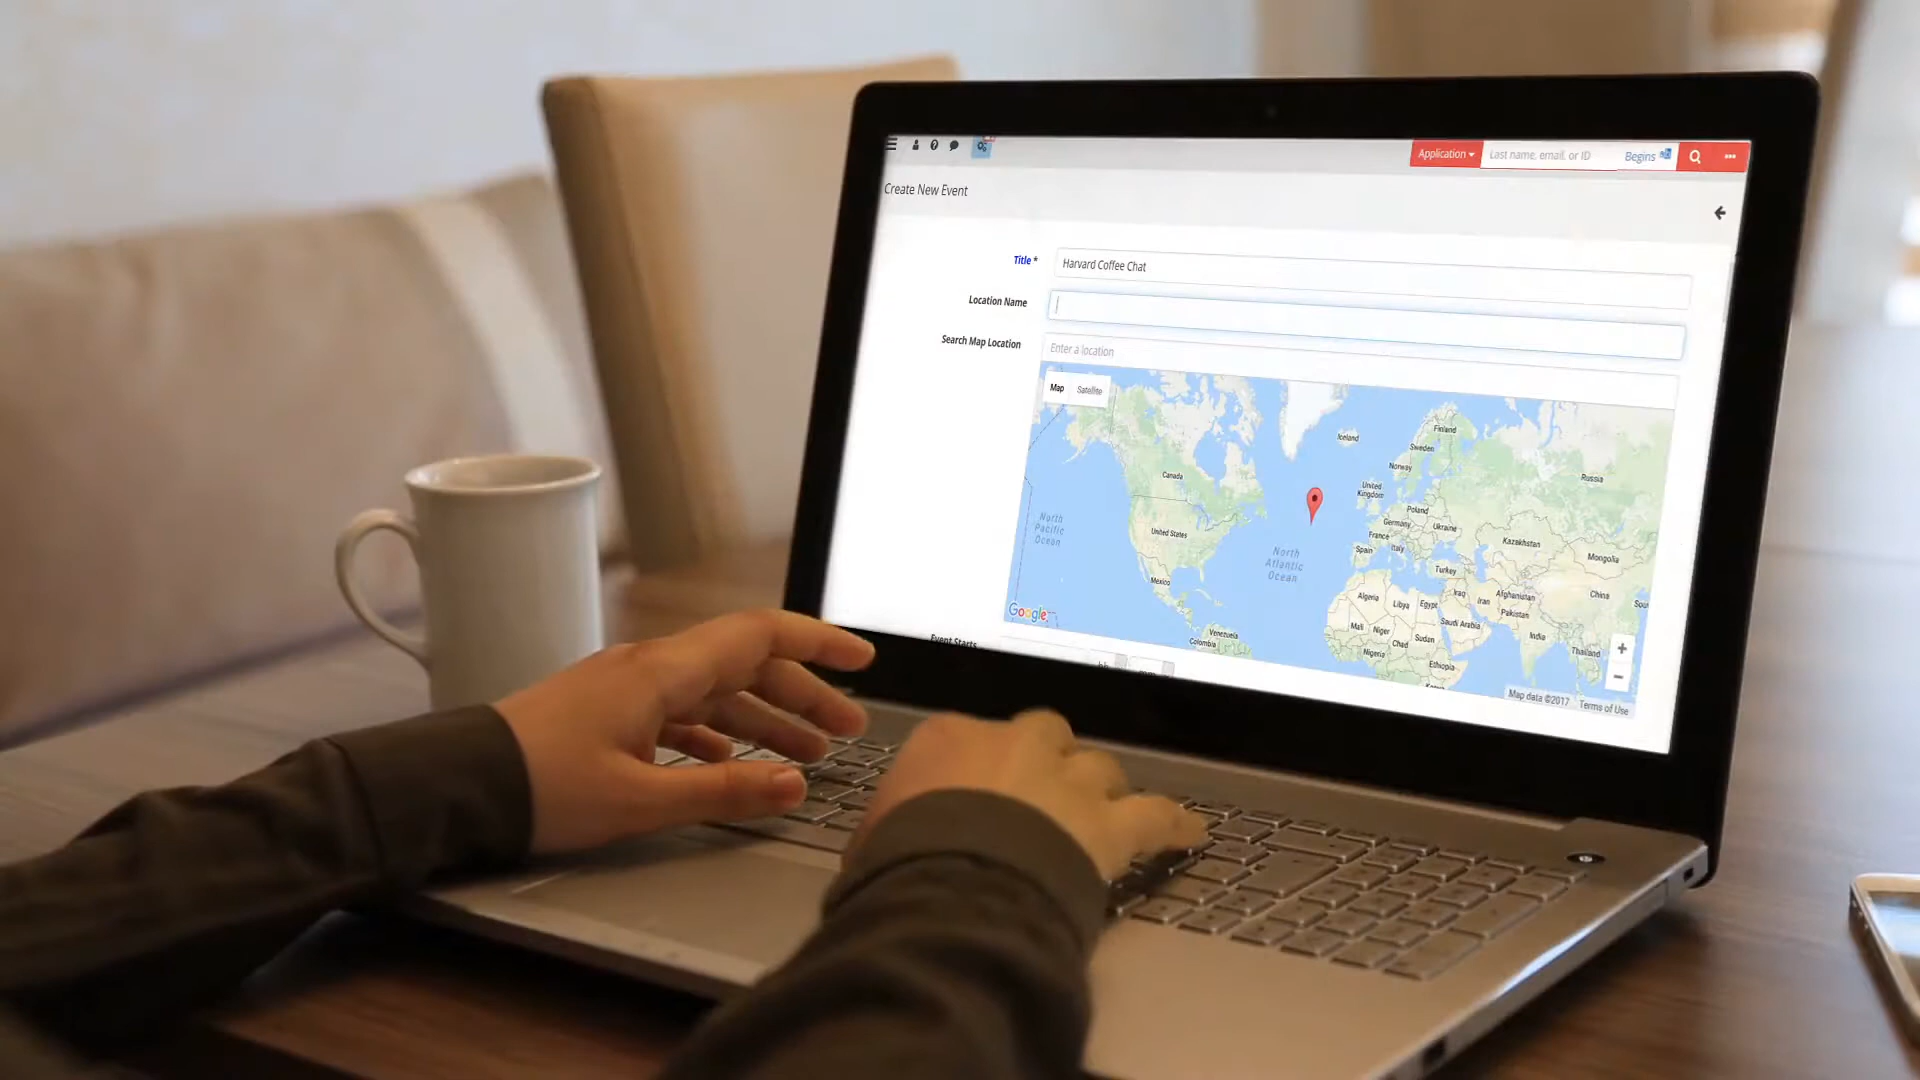 Application
Last name, email, or ID
Begins
Create New Event
Title *
Harvard Coffee Chat
Location Name
Search Map Location
Enter a location
Map
Satellite
Iceland
Finland
Sweden
Norway
Russia
Canada
United Kingdom
Poland
Germany
Ukraine
France
Kazakhstan
Mongolia
Italy
Spain
United States
North Pacific Ocean
North Atlantic Ocean
Turkey
Mexico
Algeria
Libya
Egypt
Iraq
Iran
Afghanistan
Pakistan
China
Sou
Saudi Arabia
Mali
Niger
Chad
Sudan
India
Thailand
Nigeria
Ethiopia
Kenya
Venezuela
Colombia
Google
Map data ©2017
Terms of Use
Event Starts
hh